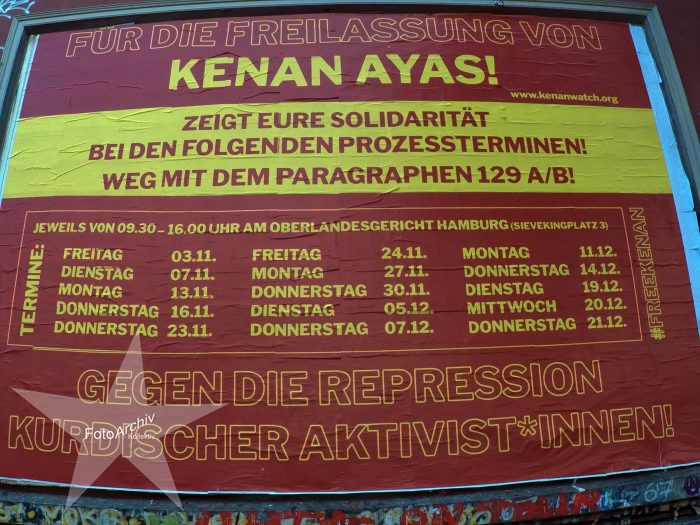 FÜR DIE FREILASSUNG VON
KENAN AYAS!
www.kenanwatch.org
ZEIGT EURE SOLIDARITÄT
BEI DEN FOLGENDEN PROZESSTERMINEN!
WEG MIT DEM PARAGRAPHEN 129 A/B!
JEWEILS VON 09.30 – 16.00 UHR AM OBERLANDESGERICHT HAMBURG (SIEVEKINGPLATZ 3)
TERMINE:
FREITAG 03.11. FREITAG 24.11. MONTAG 11.12.
DIENSTAG 07.11. MONTAG 27.11. DONNERSTAG 14.12.
MONTAG 13.11. DONNERSTAG 30.11. DIENSTAG 19.12.
DONNERSTAG 16.11. DIENSTAG 05.12. MITTWOCH 20.12.
DONNERSTAG 23.11. DONNERSTAG 07.12. DONNERSTAG 21.12.
#FREEKENAN
GEGEN DIE REPRESSION
KURDISCHER AKTIVIST*INNEN!
FotoArchiv
Kollektiv